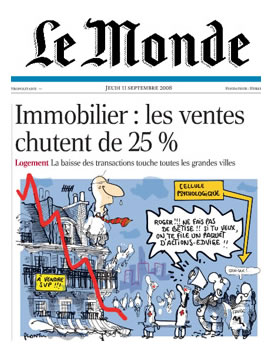 Le Monde
JEUDI 11 SEPTEMBRE 2008
Immobilier : les ventes
chutent de 25 %
Logement La baisse des transactions touche toutes les grandes villes
CELLULE
PSYCHOLOGIQUE
ROGER !!! NE FAIS PAS
DE BÊTISE !! SI TU VEUX,
ON TE FILE UN PAQUET
D'ACTIONS-EDVIGE !!
À VENDRE
SVP !!!